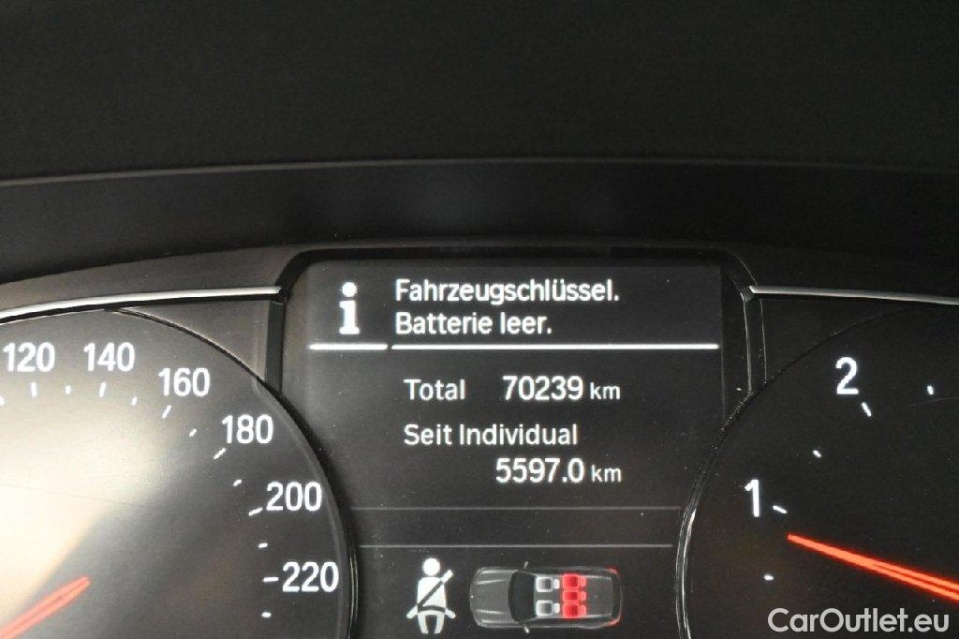 Fahrzeugschlüssel.
Batterie leer.
Total 70239 km
Seit Individual
5597.0 km
120 140 160 180 200 220
1 2
CarOutlet.eu